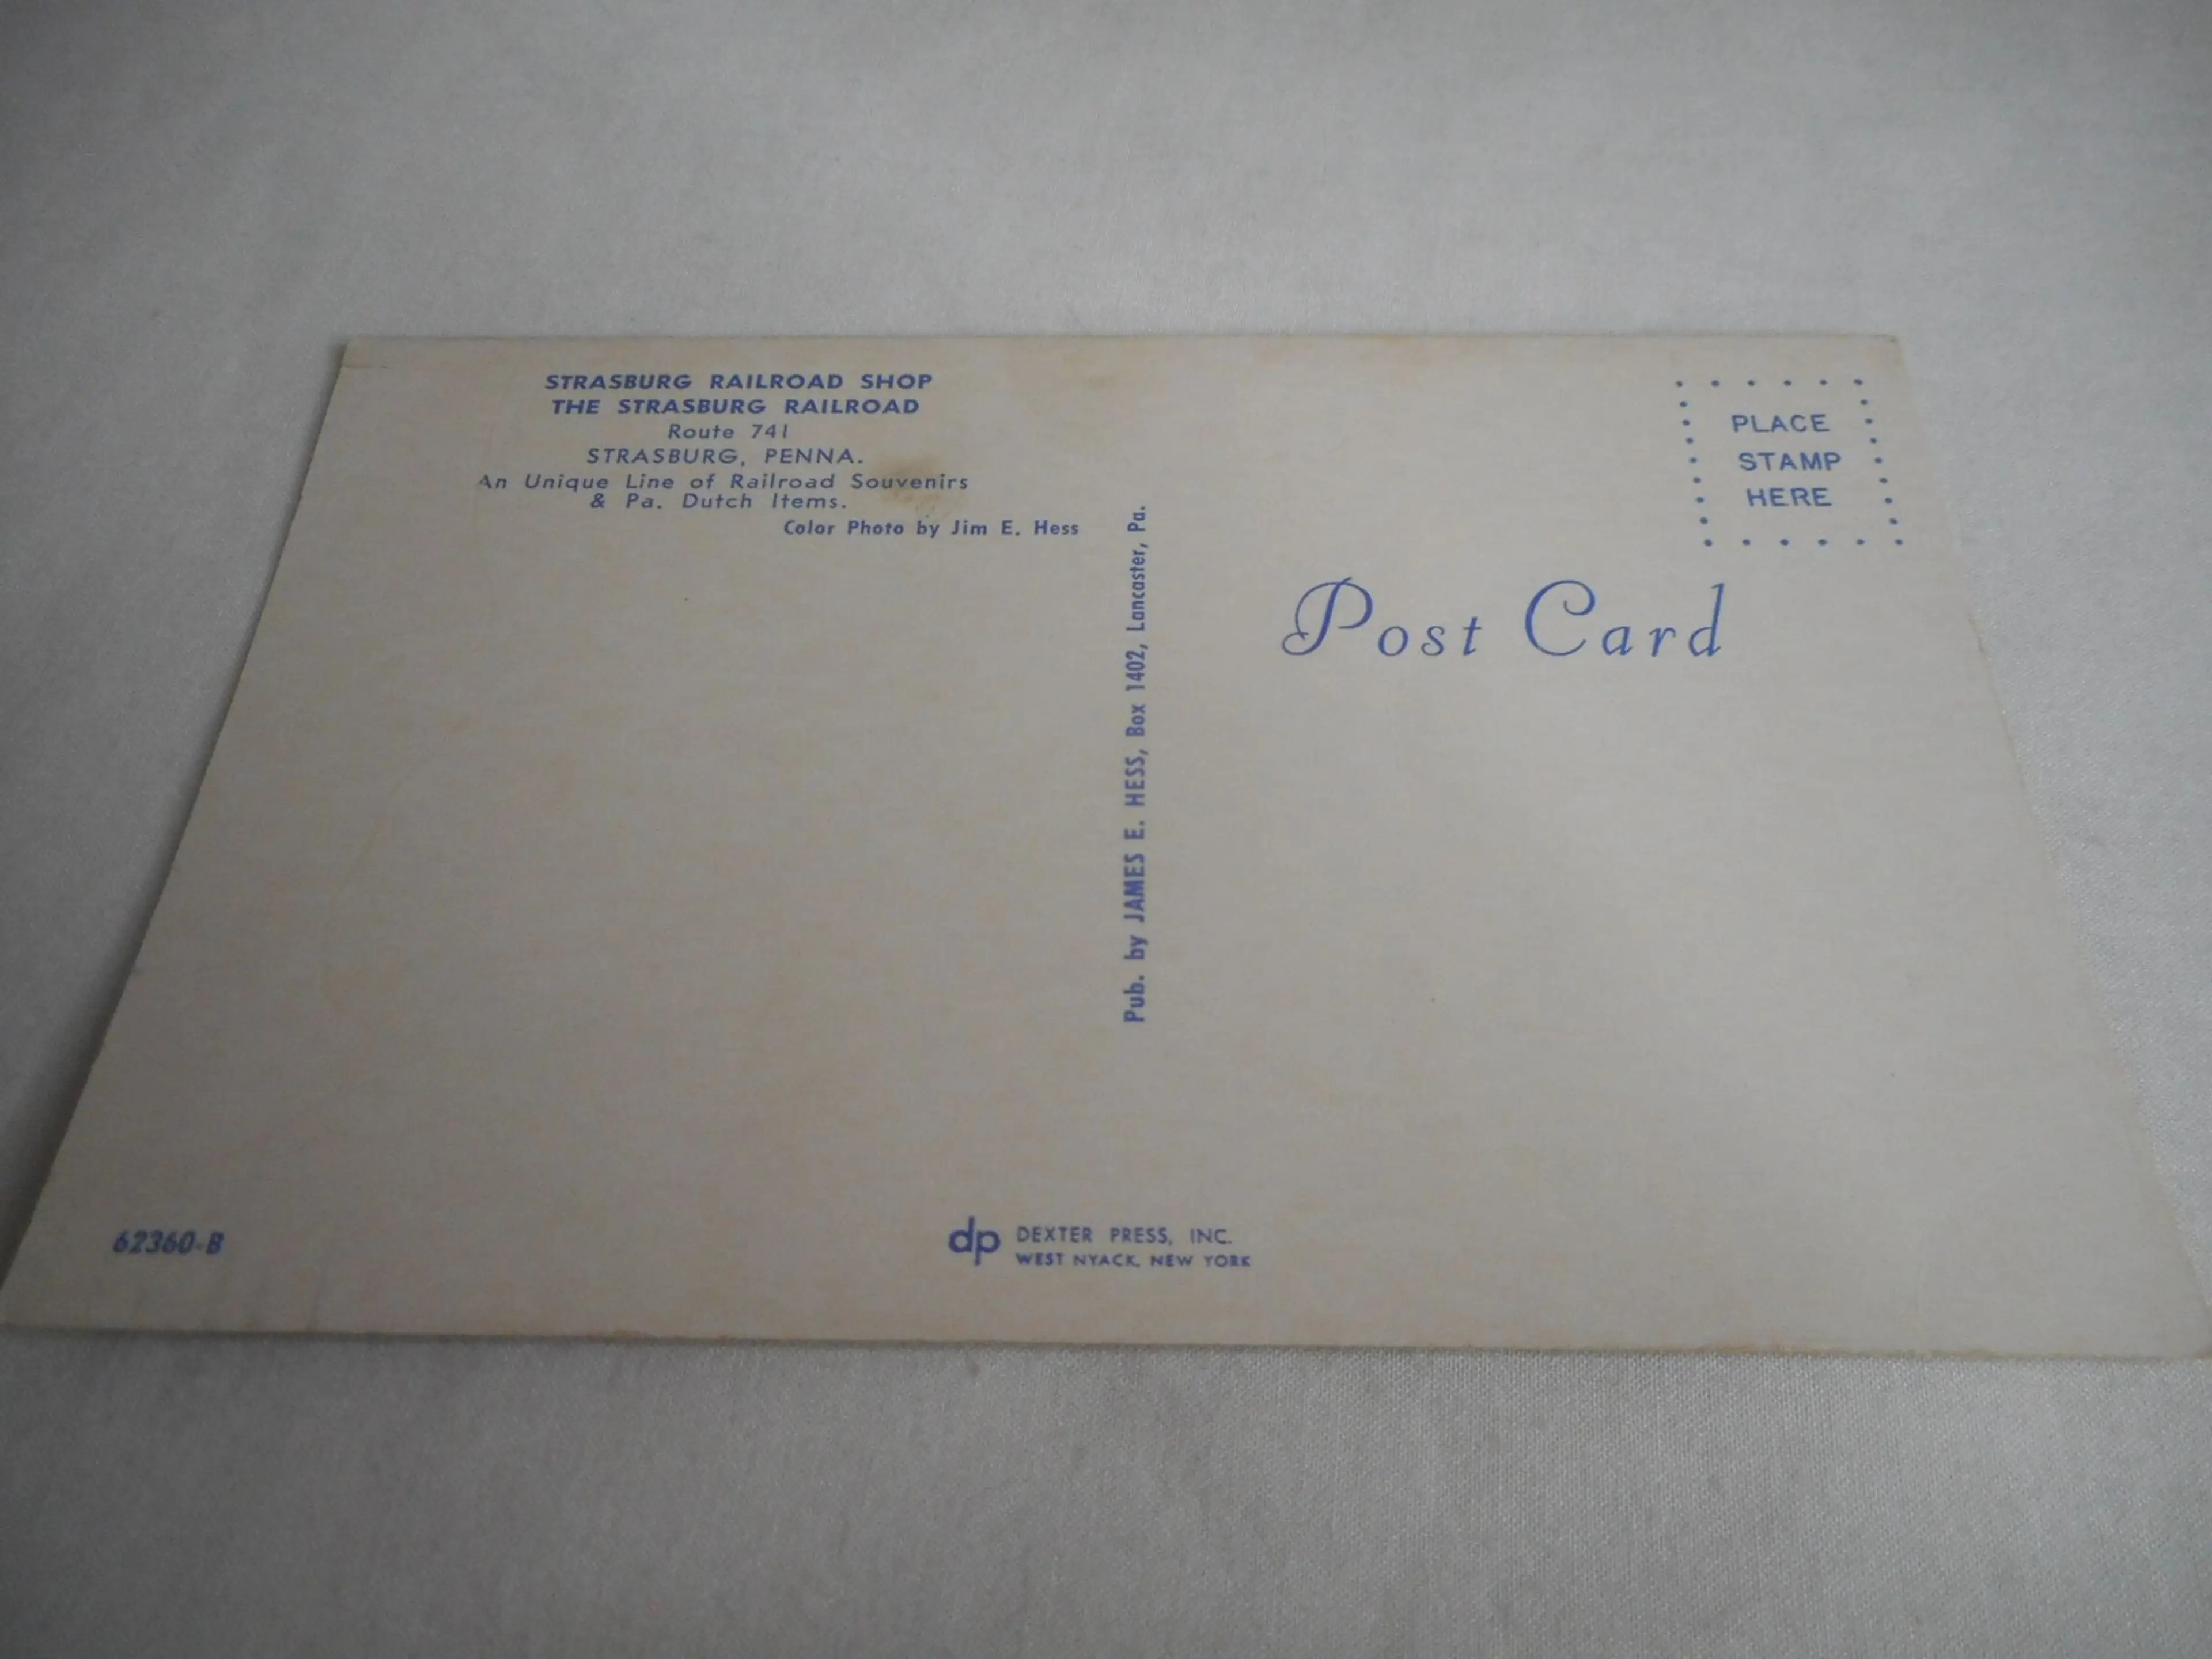 STRASBURG RAILROAD SHOP
THE STRASBURG RAILROAD
Route 741
STRASBURG, PENNA.
An Unique Line of Railroad Souvenirs
& Pa. Dutch Items.
Color Photo by Jim E. Hess
Pub. by JAMES E. HESS, Box 1402, Lancaster, Pa.
PLACE
STAMP
HERE
Post Card
62360-B
dp
DEXTER PRESS, INC.
WEST NYACK, NEW YORK